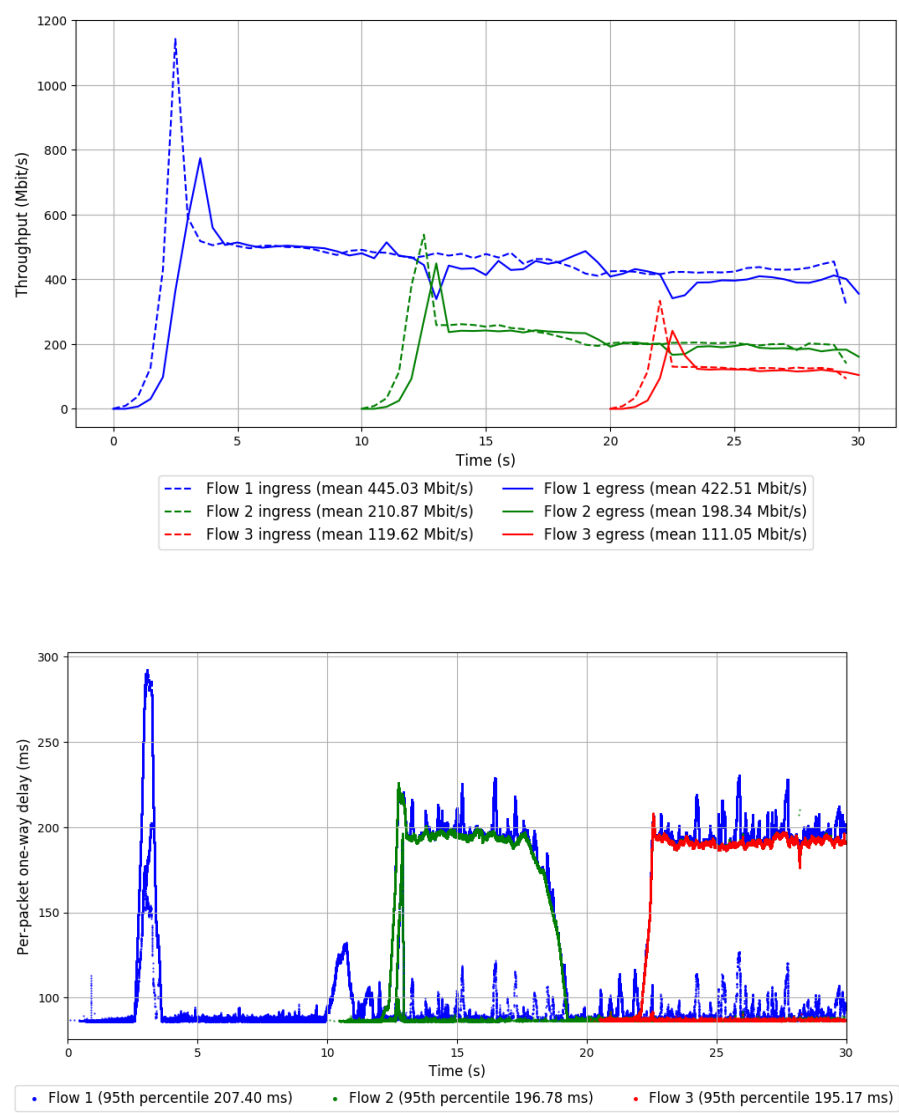 1200
1000
800
600
400
200
0
Throughput (Mbit/s)
0 5 10 15 20 25 30
Time (s)
Flow 1 ingress (mean 445.03 Mbit/s) Flow 1 egress (mean 422.51 Mbit/s)
Flow 2 ingress (mean 210.87 Mbit/s) Flow 2 egress (mean 198.34 Mbit/s)
Flow 3 ingress (mean 119.62 Mbit/s) Flow 3 egress (mean 111.05 Mbit/s)
300
250
200
150
100
Per-packet one-way delay (ms)
0 5 10 15 20 25 30
Time (s)
Flow 1 (95th percentile 207.40 ms) Flow 2 (95th percentile 196.78 ms) Flow 3 (95th percentile 195.17 ms)